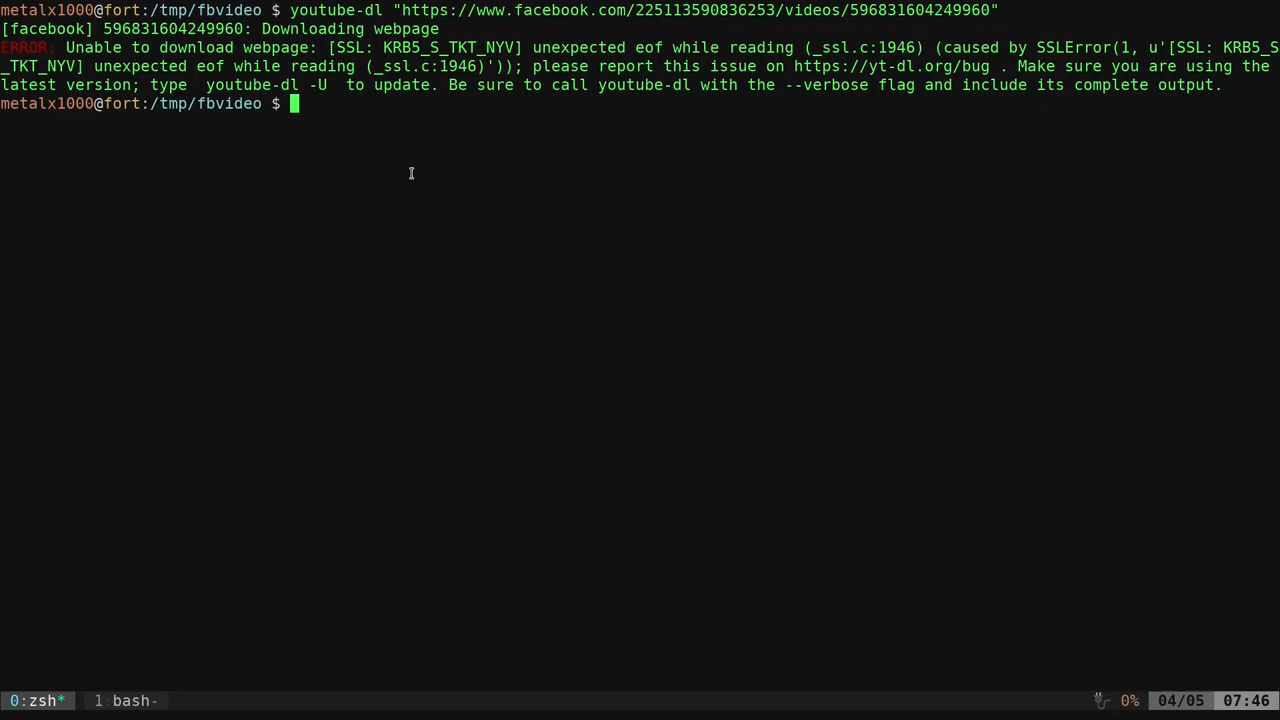 metalx1000@fort:/tmp/fbvideo $ youtube-dl "https://www.facebook.com/225113590836253/videos/596831604249960"
[facebook] 596831604249960: Downloading webpage
ERROR: Unable to download webpage: [SSL: KRB5_S_TKT_NYV] unexpected eof while reading (_ssl.c:1946) (caused by SSLError(1, u'[SSL: KRB5_S
_TKT_NYV] unexpected eof while reading (_ssl.c:1946)')); please report this issue on https://yt-dl.org/bug . Make sure you are using the
latest version; type  youtube-dl -U  to update. Be sure to call youtube-dl with the --verbose flag and include its complete output.
metalx1000@fort:/tmp/fbvideo $
0:zsh* 1 bash- 0% 04/05 07:46